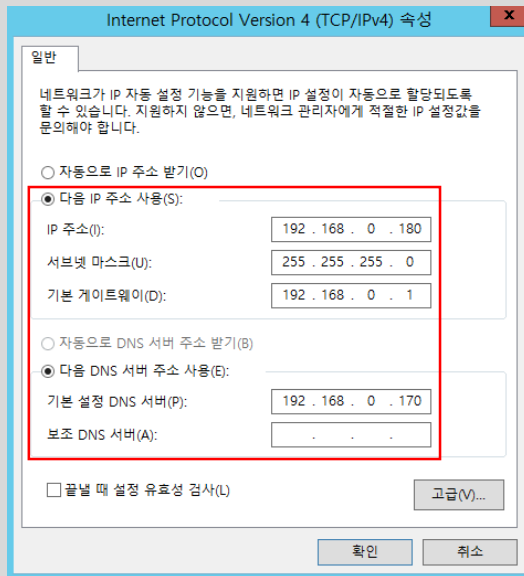 Internet Protocol Version 4 (TCP/IPv4) 속성
x
일반
네트워크가 IP 자동 설정 기능을 지원하면 IP 설정이 자동으로 할당되도록
할 수 있습니다. 지원하지 않으면, 네트워크 관리자에게 적절한 IP 설정값을
문의해야 합니다.
자동으로 IP 주소 받기(O)
다음 IP 주소 사용(S):
IP 주소(I): 192 . 168 . 0 . 180
서브넷 마스크(U): 255 . 255 . 255 . 0
기본 게이트웨이(D): 192 . 168 . 0 . 1
자동으로 DNS 서버 주소 받기(B)
다음 DNS 서버 주소 사용(E):
기본 설정 DNS 서버(P): 192 . 168 . 0 . 170
보조 DNS 서버(A): . . .
끝낼 때 설정 유효성 검사(L)
고급(V)...
확인 취소